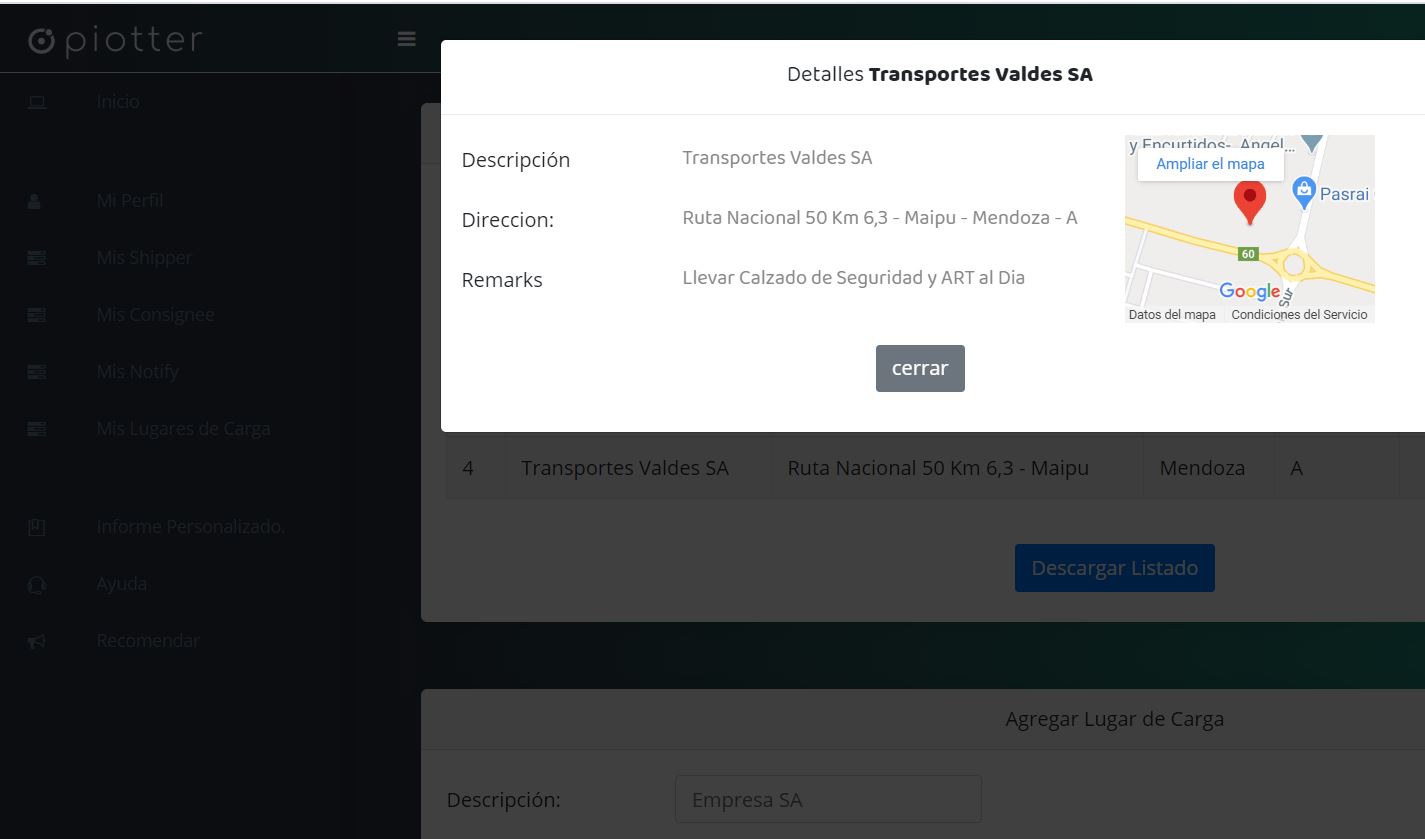 piotter
Detalles Transportes Valdes SA
Inicio
Mi Perfil
Mis Shipper
Mis Consignee
Mis Notify
Mis Lugares de Carga
Informe Personalizado.
Ayuda
Recomendar
Descripción Transportes Valdes SA
Direccion: Ruta Nacional 50 Km 6,3 - Maipu - Mendoza - A
Remarks Llevar Calzado de Seguridad y ART al Dia
y Encurtidos- Angel...
Ampliar el mapa
Pasrai
60
Google
Sur
Datos del mapa Condiciones del Servicio
cerrar
4 Transportes Valdes SA Ruta Nacional 50 Km 6,3 - Maipu Mendoza A
Descargar Listado
Agregar Lugar de Carga
Descripción: Empresa SA